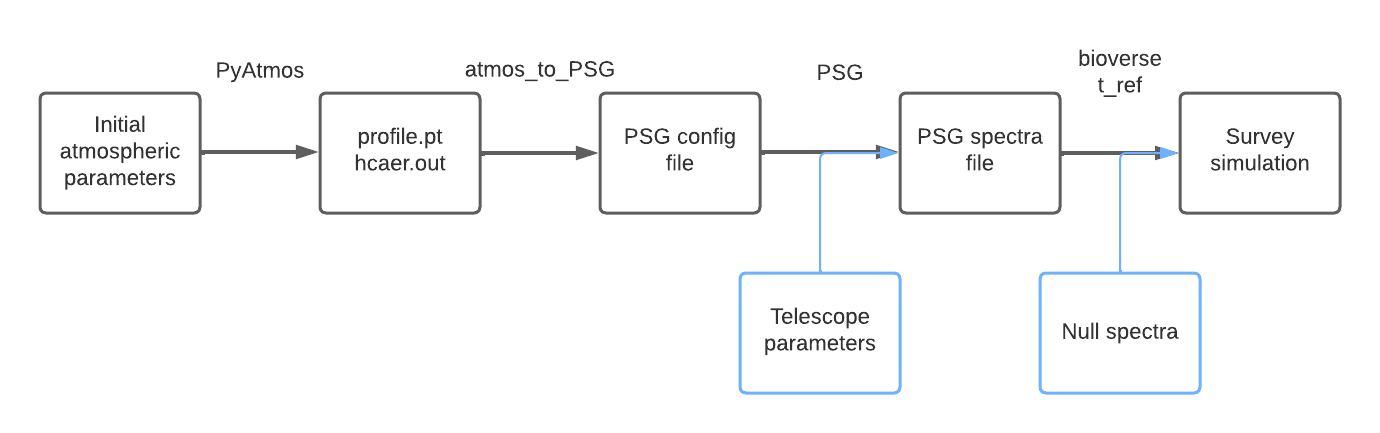 PyAtmos
atmos_to_PSG
PSG
bioverse
t_ref
Initial
atmospheric
parameters
profile.pt
hcaer.out
PSG config
file
PSG spectra
file
Survey
simulation
Telescope
parameters
Null spectra